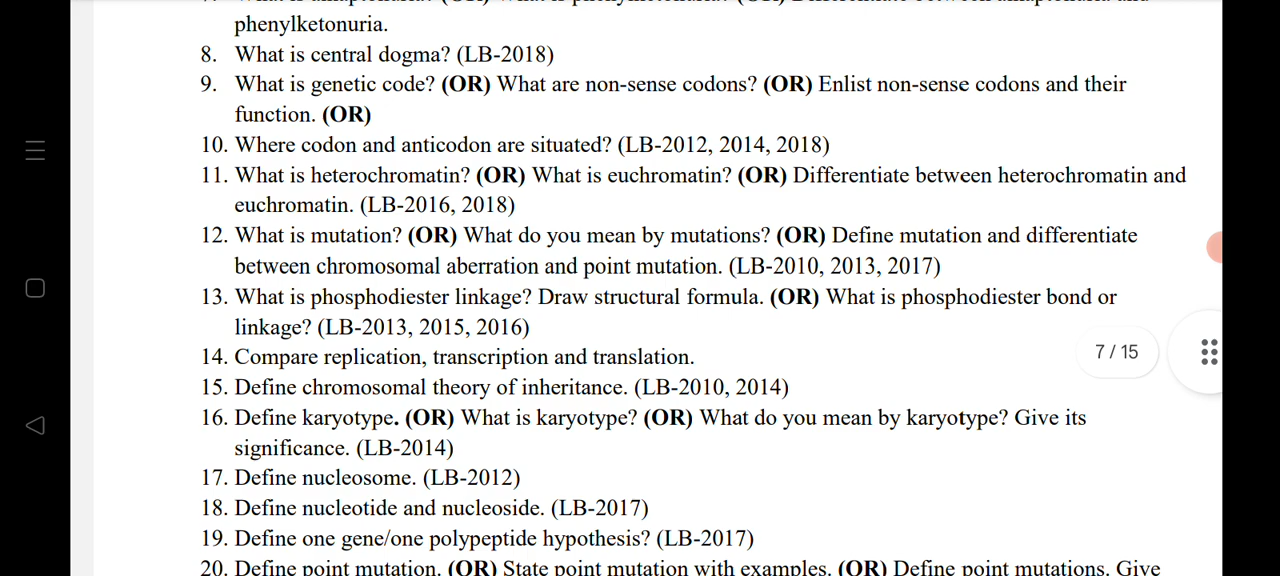 phenylketonuria.
8. What is central dogma? (LB-2018)
9. What is genetic code? (OR) What are non-sense codons? (OR) Enlist non-sense codons and their
function. (OR)
10. Where codon and anticodon are situated? (LB-2012, 2014, 2018)
11. What is heterochromatin? (OR) What is euchromatin? (OR) Differentiate between heterochromatin and
euchromatin. (LB-2016, 2018)
12. What is mutation? (OR) What do you mean by mutations? (OR) Define mutation and differentiate
between chromosomal aberration and point mutation. (LB-2010, 2013, 2017)
13. What is phosphodiester linkage? Draw structural formula. (OR) What is phosphodiester bond or
linkage? (LB-2013, 2015, 2016)
7 / 15
14. Compare replication, transcription and translation.
15. Define chromosomal theory of inheritance. (LB-2010, 2014)
16. Define karyotype. (OR) What is karyotype? (OR) What do you mean by karyotype? Give its
significance. (LB-2014)
17. Define nucleosome. (LB-2012)
18. Define nucleotide and nucleoside. (LB-2017)
19. Define one gene/one polypeptide hypothesis? (LB-2017)
20. Define point mutation. (OR) State point mutation with examples. (OR) Define point mutations. Give